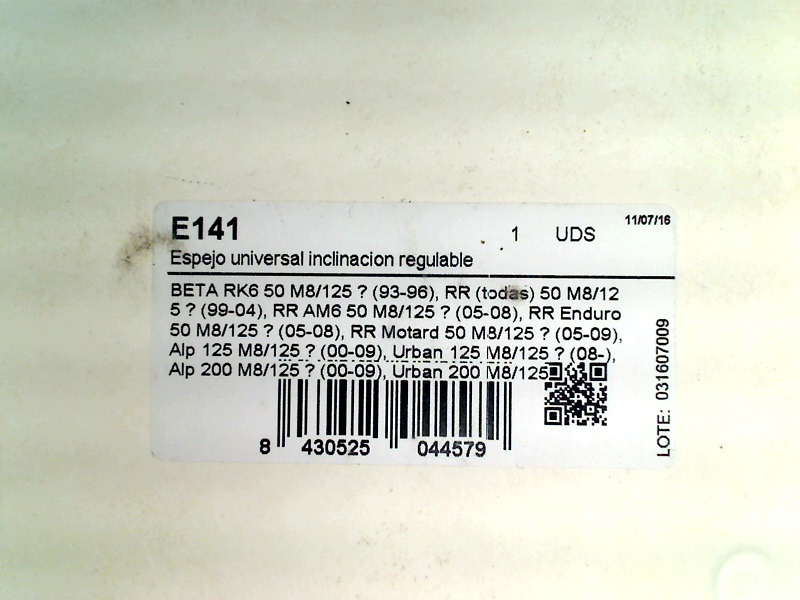 E141
1 UDS
11/07/16
Espejo universal inclinacion regulable
BETA RK6 50 M8/125 ? (93-96), RR (todas) 50 M8/12
5 ? (99-04), RR AM6 50 M8/125 ? (05-08), RR Enduro
50 M8/125 ? (05-08), RR Motard 50 M8/125 ? (05-09),
Alp 125 M8/125 ? (00-09), Urban 125 M8/125 ? (08-),
Alp 200 M8/125 ? (00-09), Urban 200 M8/125
8 430525 044579
LOTE: 031607009